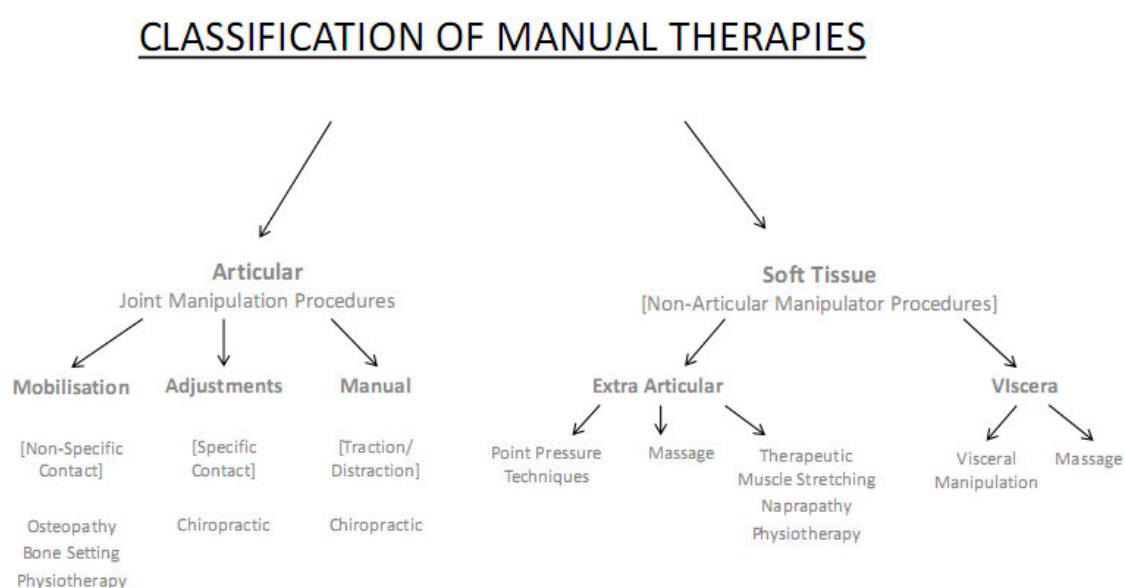 CLASSIFICATION OF MANUAL THERAPIES
Articular
Joint Manipulation Procedures
Soft Tissue
[Non-Articular Manipulator Procedures]
Mobilisation
Adjustments
Manual
Extra Articular
VIscera
[Non-Specific
Contact]
[Specific
Contact]
[Traction/
Distraction]
Point Pressure
Techniques
Massage
Therapeutic
Muscle Stretching
Naprapathy
Physiotherapy
Visceral
Manipulation
Massage
Osteopathy
Bone Setting
Physiotherapy
Chiropractic
Chiropractic